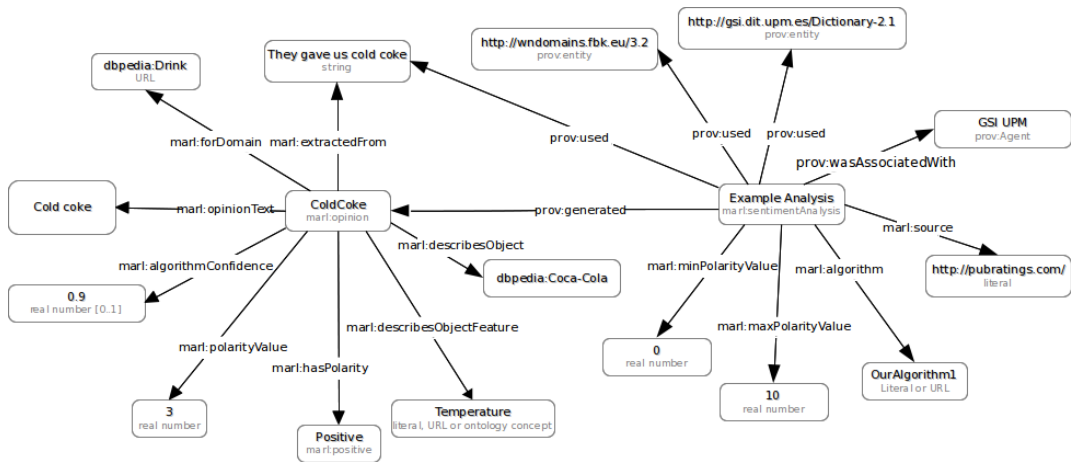 http://gsi.dit.upm.es/Dictionary-2.1
prov:entity
They gave us cold coke
string
http://wndomains.fbk.eu/3.2
prov:entity
dbpedia:Drink
URL
GSI UPM
prov:Agent
marl:forDomain
marl:extractedFrom
prov:used
prov:used
prov:used
prov:wasAssociatedWith
Cold coke
marl:opinionText
ColdCoke
marl:opinion
prov:generated
Example Analysis
marl:sentimentAnalysis
marl:source
marl:describesObject
marl:algorithmConfidence
marl:minPolarityValue
marl:algorithm
dbpedia:Coca-Cola
http://pubratings.com/
literal
0.9
real number [0..1]
marl:describesObjectFeature
marl:maxPolarityValue
marl:polarityValue
0
real number
marl:hasPolarity
OurAlgorithm1
Literal or URL
10
real number
3
real number
Temperature
literal, URL or ontology concept
Positive
marl:positive